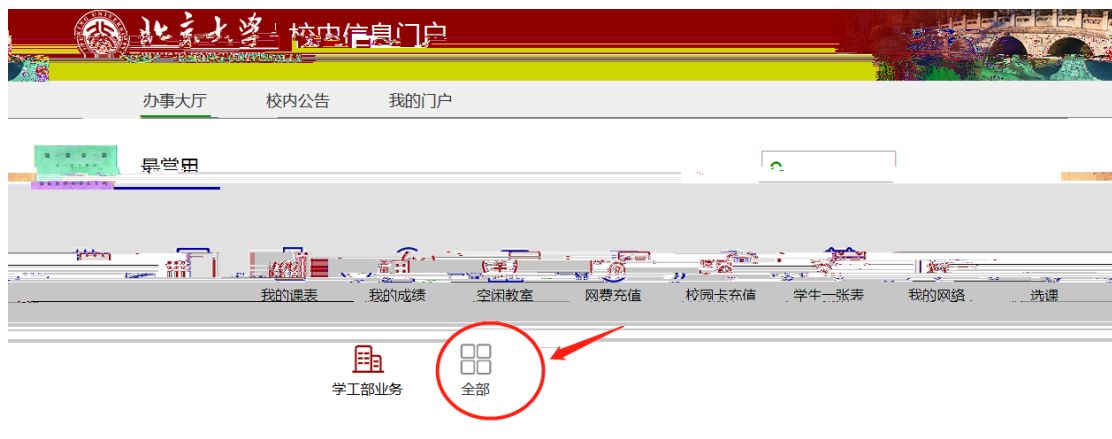 北京大学 校内信息门户
办事大厅 校内公告 我的门户
最常用
我的课表 我的成绩 空闲教室 网费充值 校园卡充值 学生一张表 我的网络 选课
学工部业务 全部